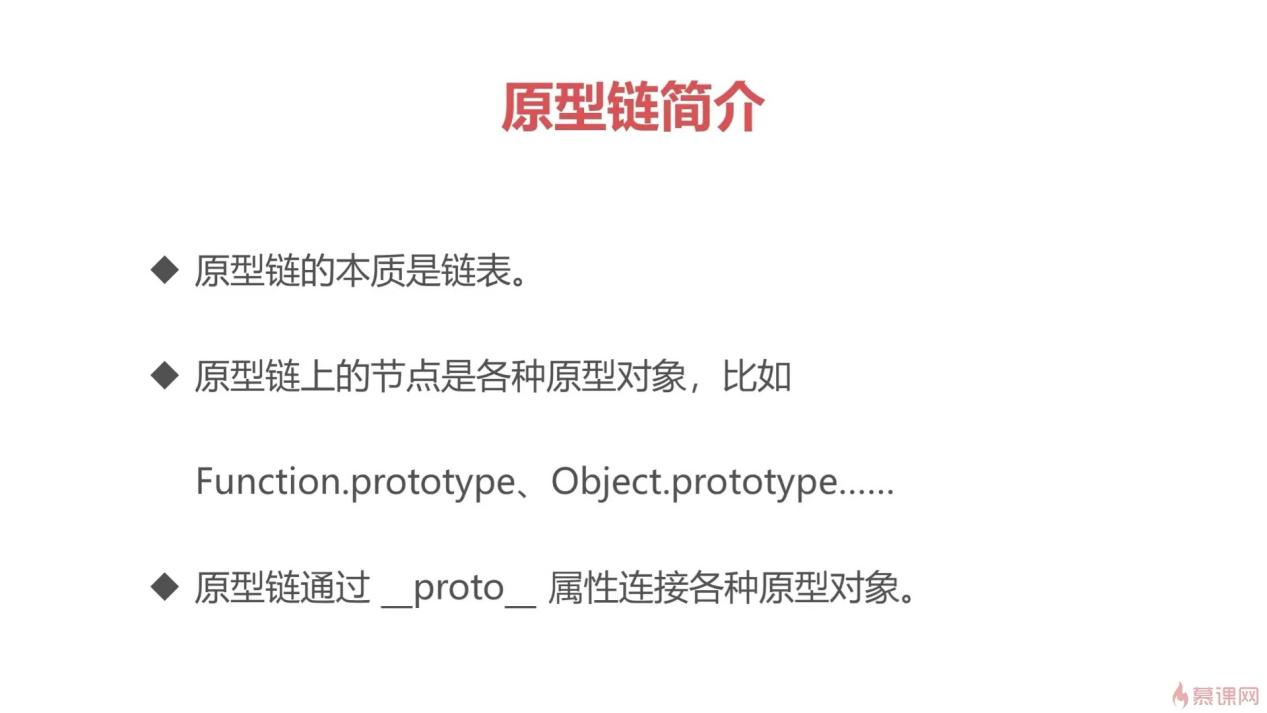 原型链简介
◆ 原型链的本质是链表。
◆ 原型链上的节点是各种原型对象，比如
Function.prototype、Object.prototype……
◆ 原型链通过 __proto__ 属性连接各种原型对象。
慕课网